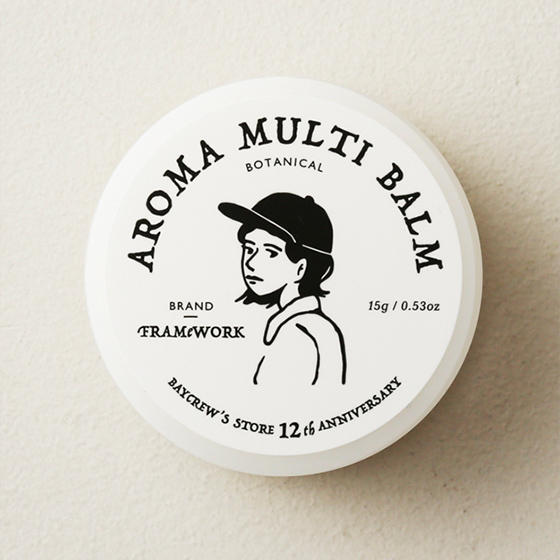 AROMA MULTI BALM
BOTANICAL
BRAND
FRAMeWORK
15g / 0.53oz
BAYCREW'S STORE 12th ANNIVERSARY